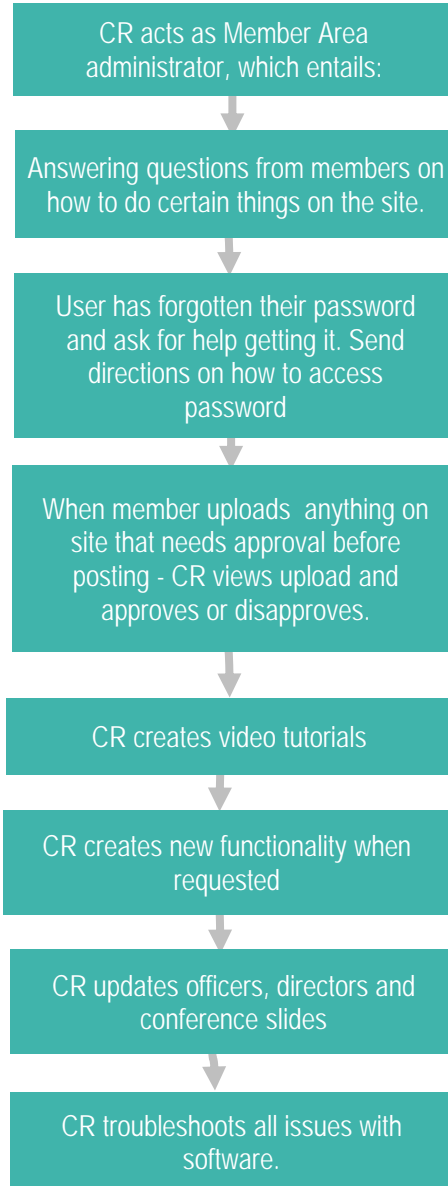 CR acts as Member Area
administrator, which entails:
Answering questions from members on
how to do certain things on the site.
User has forgotten their password
and ask for help getting it. Send
directions on how to access
password
When member uploads  anything on
site that needs approval before
posting - CR views upload and
approves or disapproves.
CR creates video tutorials
CR creates new functionality when
requested
CR updates officers, directors and
conference slides
CR troubleshoots all issues with
software.